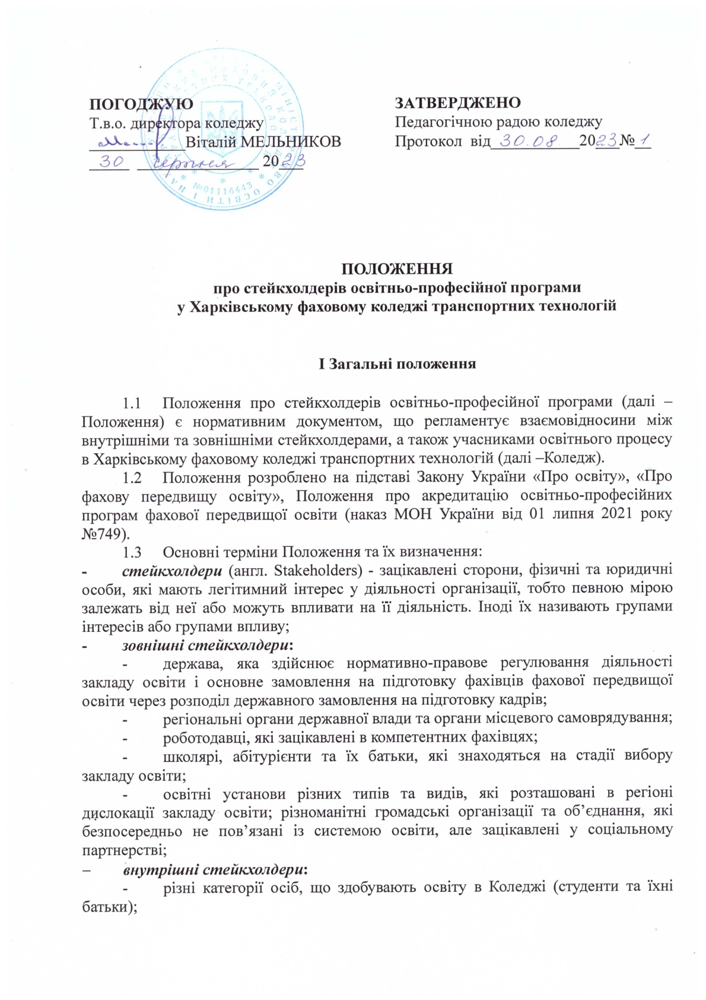 ПОГОДЖУЮ
Т.в.о. директора коледжу
____________Віталій МЕЛЬНИКОВ
30 серпня 2023
№01116443
ЗАТВЕРДЖЕНО
Педагогічною радою коледжу
Протокол від 30.08 2023 № 1
ПОЛОЖЕННЯ
про стейкхолдерів освітньо-професійної програми
у Харківському фаховому коледжі транспортних технологій
І Загальні положення
1.1 Положення про стейкхолдерів освітньо-професійної програми (далі –
Положення) є нормативним документом, що регламентує взаємовідносини між
внутрішніми та зовнішніми стейкхолдерами, а також учасниками освітнього процесу
в Харківському фаховому коледжі транспортних технологій (далі –Коледж).
1.2 Положення розроблено на підставі Закону України «Про освіту», «Про
фахову передвищу освіту», Положення про акредитацію освітньо-професійних
програм фахової передвищої освіти (наказ МОН України від 01 липня 2021 року
№749).
1.3 Основні терміни Положення та їх визначення:
- стейкхолдери (англ. Stakeholders) - зацікавлені сторони, фізичні та юридичні
особи, які мають легітимний інтерес у діяльності організації, тобто певною мірою
залежать від неї або можуть впливати на її діяльність. Іноді їх називають групами
інтересів або групами впливу;
- зовнішні стейкхолдери:
- держава, яка здійснює нормативно-правове регулювання діяльності
закладу освіти і основне замовлення на підготовку фахівців фахової передвищої
освіти через розподіл державного замовлення на підготовку кадрів;
- регіональні органи державної влади та органи місцевого самоврядування;
- роботодавці, які зацікавлені в компетентних фахівцях;
- школярі, абітурієнти та їх батьки, які знаходяться на стадії вибору
закладу освіти;
- освітні установи різних типів та видів, які розташовані в регіоні
дислокації закладу освіти; різноманітні громадські організації та об’єднання, які
безпосередньо не пов’язані із системою освіти, але зацікавлені у соціальному
партнерстві;
– внутрішні стейкхолдери:
- різні категорії осіб, що здобувають освіту в Коледжі (студенти та їхні
батьки);